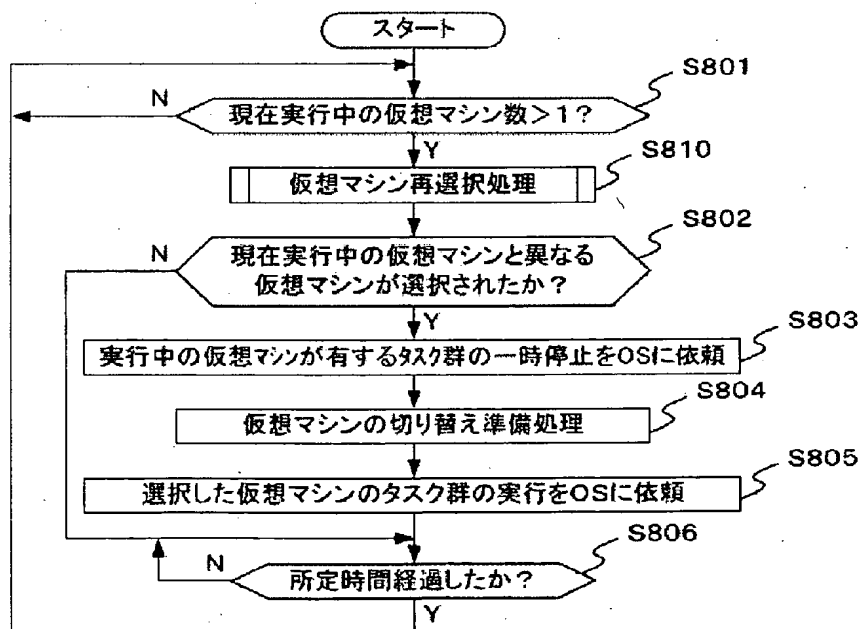 スタート
S801
N
現在実行中の仮想マシン数>1?
Y
S810
仮想マシン再選択処理
S802
N
現在実行中の仮想マシンと異なる
仮想マシンが選択されたか?
Y
S803
実行中の仮想マシンが有するタスク群の一時停止をOSに依頼
S804
仮想マシンの切り替え準備処理
S805
選択した仮想マシンのタスク群の実行をOSに依頼
S806
N
所定時間経過したか?
Y